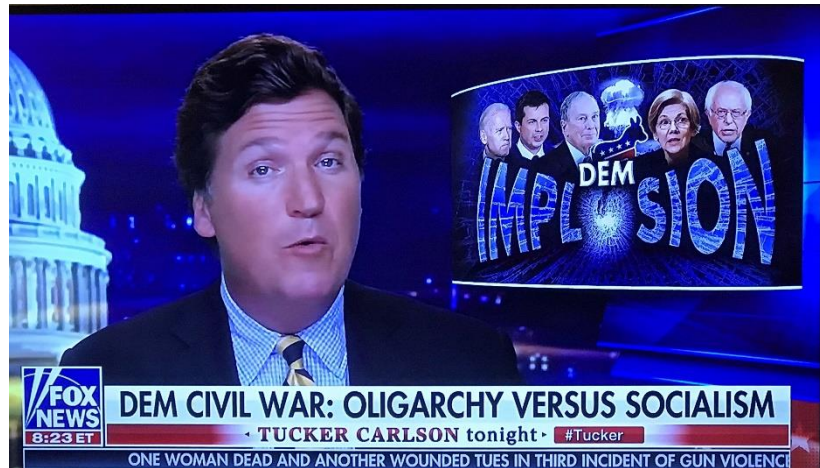 DEM
IMPLOSION
FOX
NEWS
8:23 ET
DEM CIVIL WAR: OLIGARCHY VERSUS SOCIALISM
TUCKER CARLSON tonight · #Tucker
ONE WOMAN DEAD AND ANOTHER WOUNDED TUES IN THIRD INCIDENT OF GUN VIOLENCE